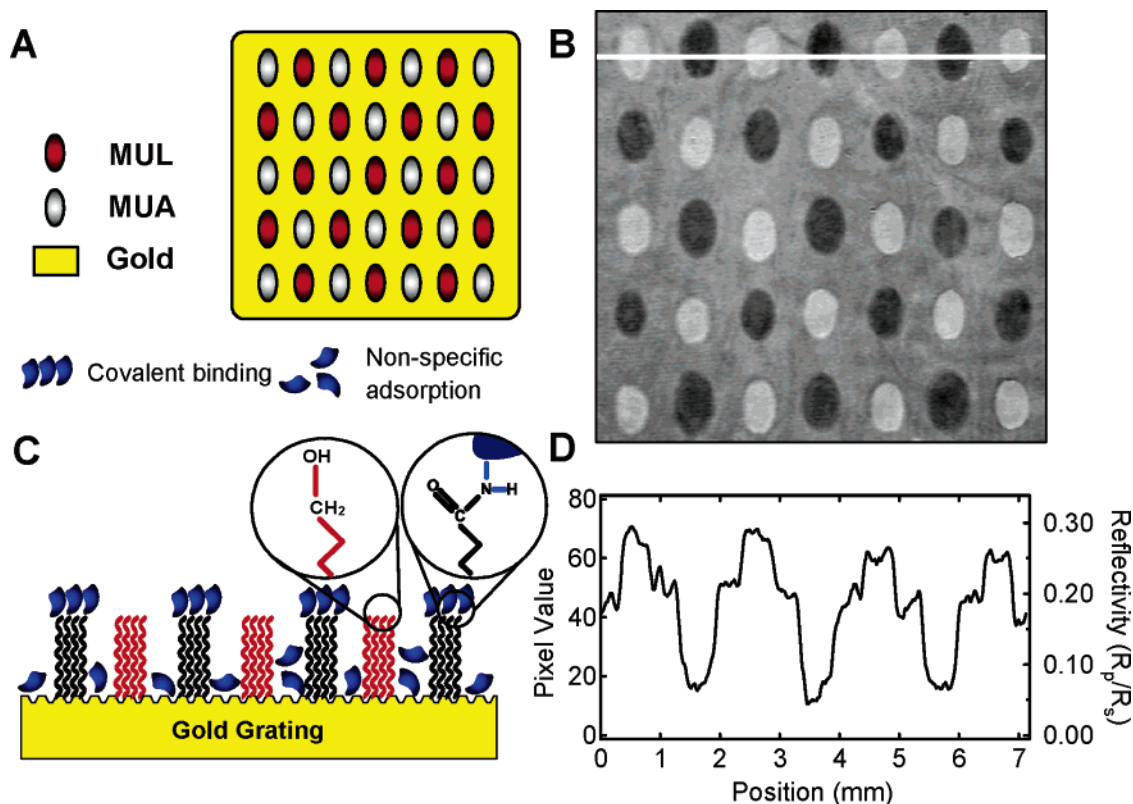 A
MUL
MUA
Gold
Covalent binding
Non-specific
adsorption
B
C
OH
CH₂
O
C
N
H
Gold Grating
D
80
60
40
20
0
Pixel Value
0 1 2 3 4 5 6 7
Position (mm)
0.30
0.20
0.10
0.00
Reflectivity (Rp/Rs)